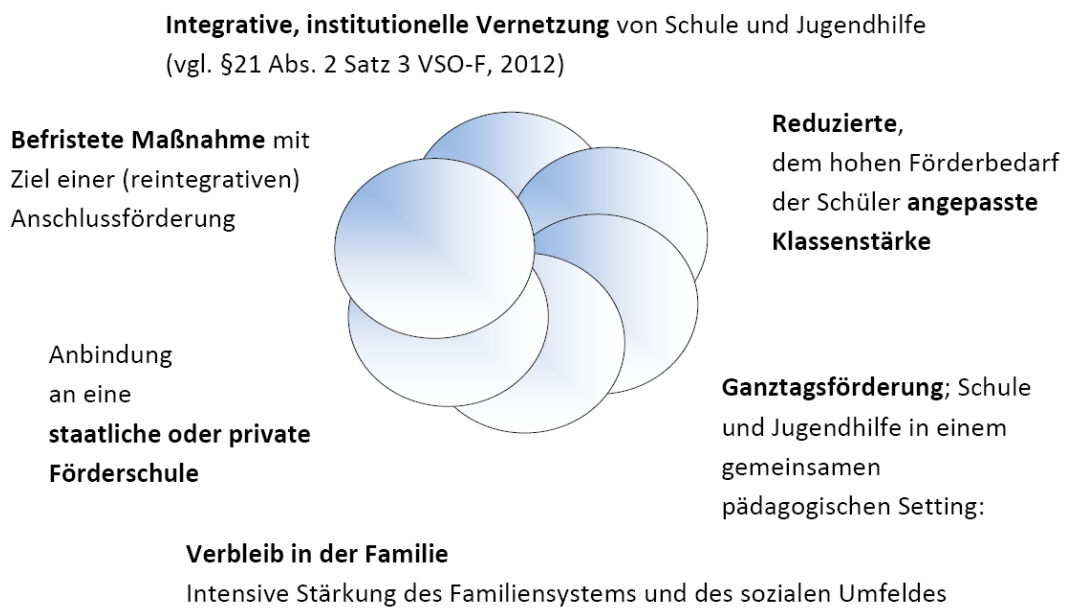 Integrative, institutionelle Vernetzung von Schule und Jugendhilfe
(vgl. §21 Abs. 2 Satz 3 VSO-F, 2012)
Befristete Maßnahme mit
Ziel einer (reintegrativen)
Anschlussförderung
Reduzierte,
dem hohen Förderbedarf
der Schüler angepasste
Klassenstärke
Anbindung
an eine
staatliche oder private
Förderschule
Ganztagsförderung; Schule
und Jugendhilfe in einem
gemeinsamen
pädagogischen Setting:
Verbleib in der Familie
Intensive Stärkung des Familiensystems und des sozialen Umfeldes